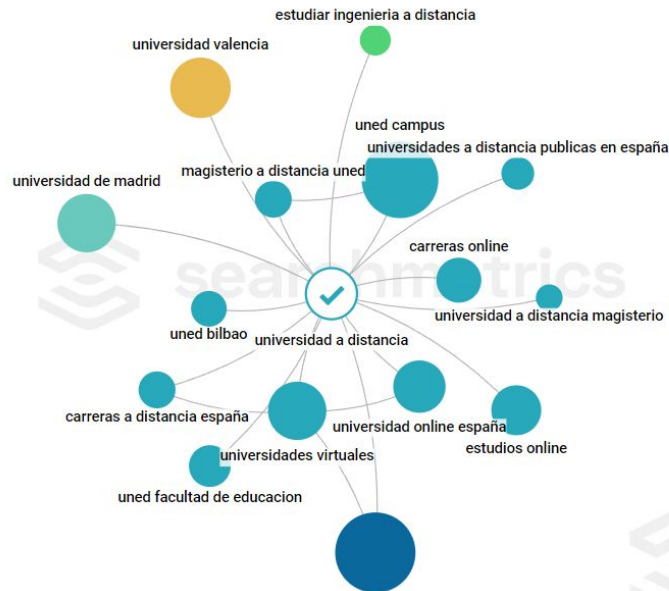 estudiar ingenieria a distancia
universidad valencia
uned campus
universidades a distancia publicas en españa
magisterio a distancia uned
universidad de madrid
carreras online
searchmetrics
universidad a distancia magisterio
uned bilbao
universidad a distancia
carreras a distancia españa
universidad online españa
estudios online
universidades virtuales
uned facultad de educacion